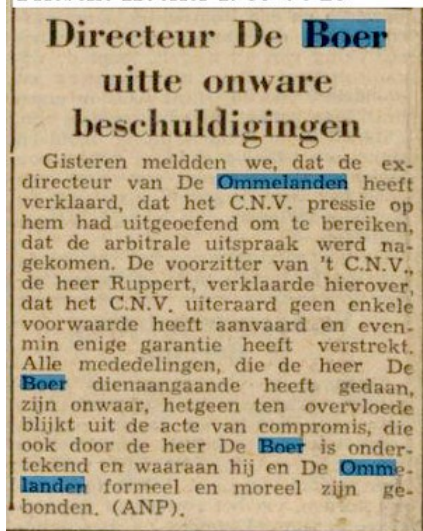 Directeur De Boer
uitte onware
beschuldigingen
Gisteren meldden we, dat de ex-
directeur van De Ommelanden heeft
verklaard, dat het C.N.V. pressie op
hem had uitgeoefend om te bereiken,
dat de arbitrale uitspraak werd na-
gekomen. De voorzitter van 't C.N.V.,
de heer Ruppert, verklaarde hierover,
dat het C.N.V. uiteraard geen enkele
voorwaarde heeft aanvaard en even-
min enige garantie heeft verstrekt.
Alle mededelingen, die de heer De
Boer dienaangaande heeft gedaan,
zijn onwaar, hetgeen ten overvloede
blijkt uit de acte van compromis, die
ook door de heer De Boer is onder-
tekend en waaraan hij en De Omme-
landen formeel en moreel zijn ge-
bonden. (ANP).